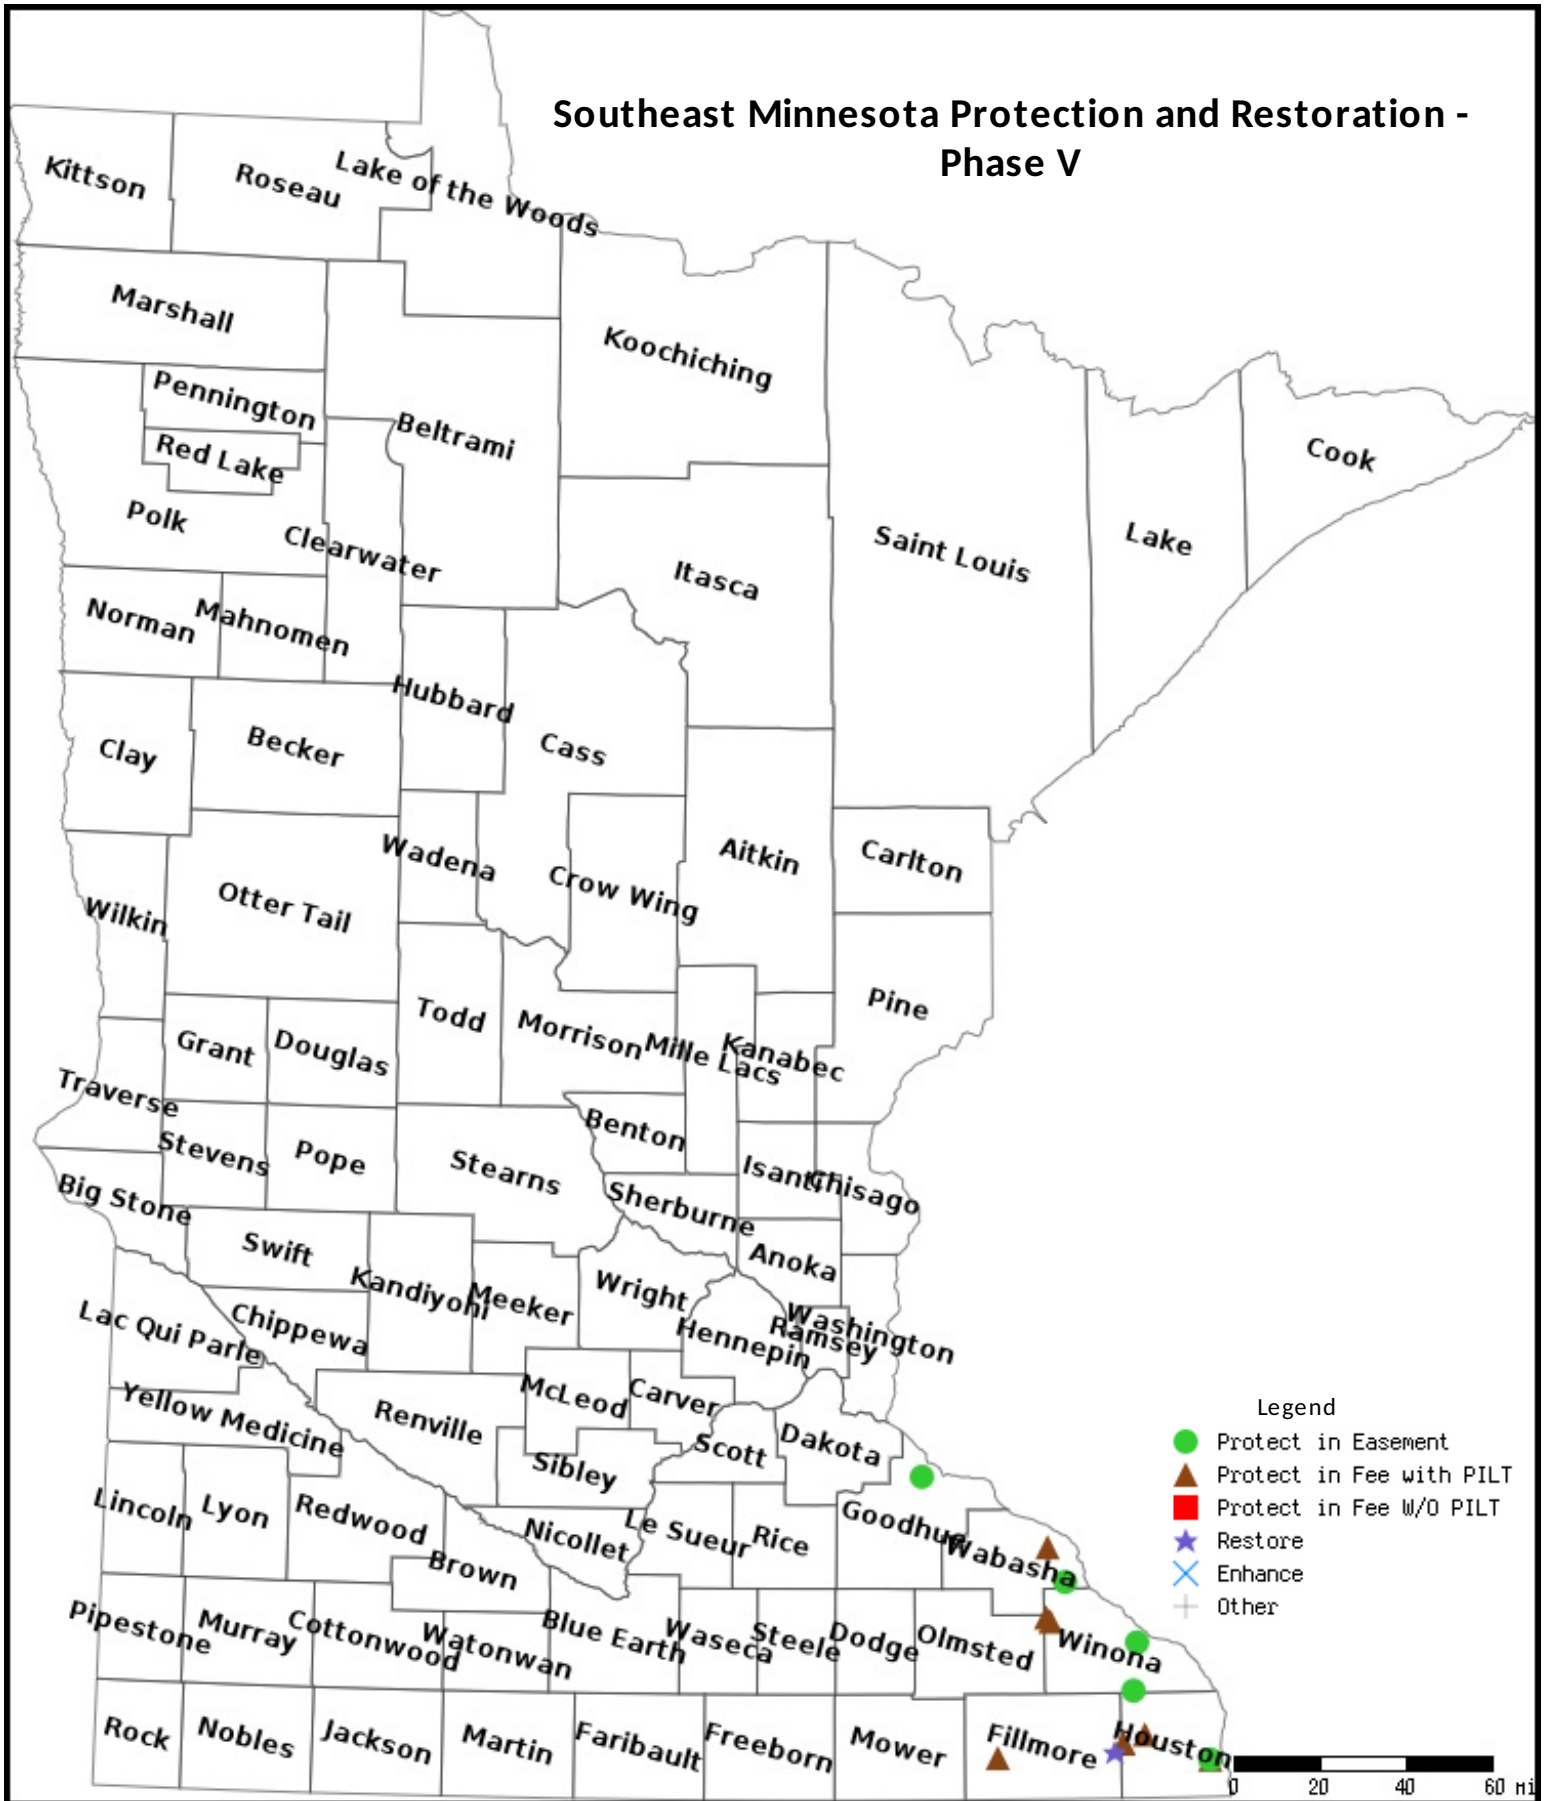 Southeast Minnesota Protection and Restoration -
Phase V
Kittson
Roseau
Lake of the Woods
Marshall
Koochiching
Pennington
Beltrami
Red Lake
Cook
Polk
Clearwater
Saint Louis
Lake
Itasca
Norman
Mahnomen
Hubbard
Clay
Becker
Cass
Wadena
Aitkin
Carlton
Crow Wing
Otter Tail
Wilkin
Pine
Todd
Morrison
Mille Lacs
Kanabec
Grant
Douglas
Traverse
Benton
Stevens
Pope
Stearns
Isanti
Chisago
Big Stone
Sherburne
Swift
Anoka
Kandiyohi
Meeker
Wright
Lac Qui Parle
Chippewa
Hennepin
Ramsey
Washington
McLeod
Carver
Yellow Medicine
Renville
Scott
Dakota
Sibley
Lincoln
Lyon
Redwood
Nicollet
Le Sueur
Rice
Goodhue
Wabasha
Brown
Pipestone
Murray
Cottonwood
Watonwan
Blue Earth
Waseca
Steele
Dodge
Olmsted
Winona
Rock
Nobles
Jackson
Martin
Faribault
Freeborn
Mower
Fillmore
Houston
Legend
Protect in Easement
Protect in Fee with PILT
Protect in Fee W/O PILT
Restore
Enhance
Other
0 20 40 60 mi